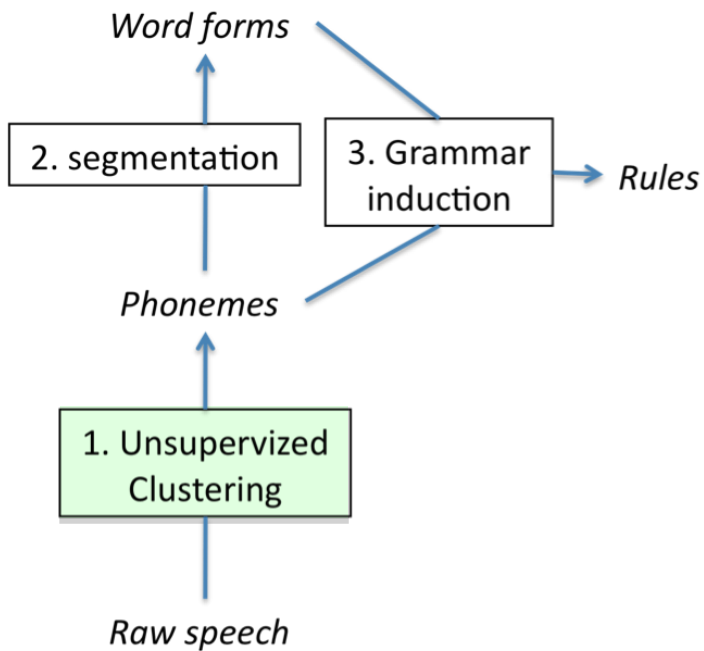 Word forms
2. segmentation
3. Grammar
induction
Rules
Phonemes
1. Unsupervized
Clustering
Raw speech